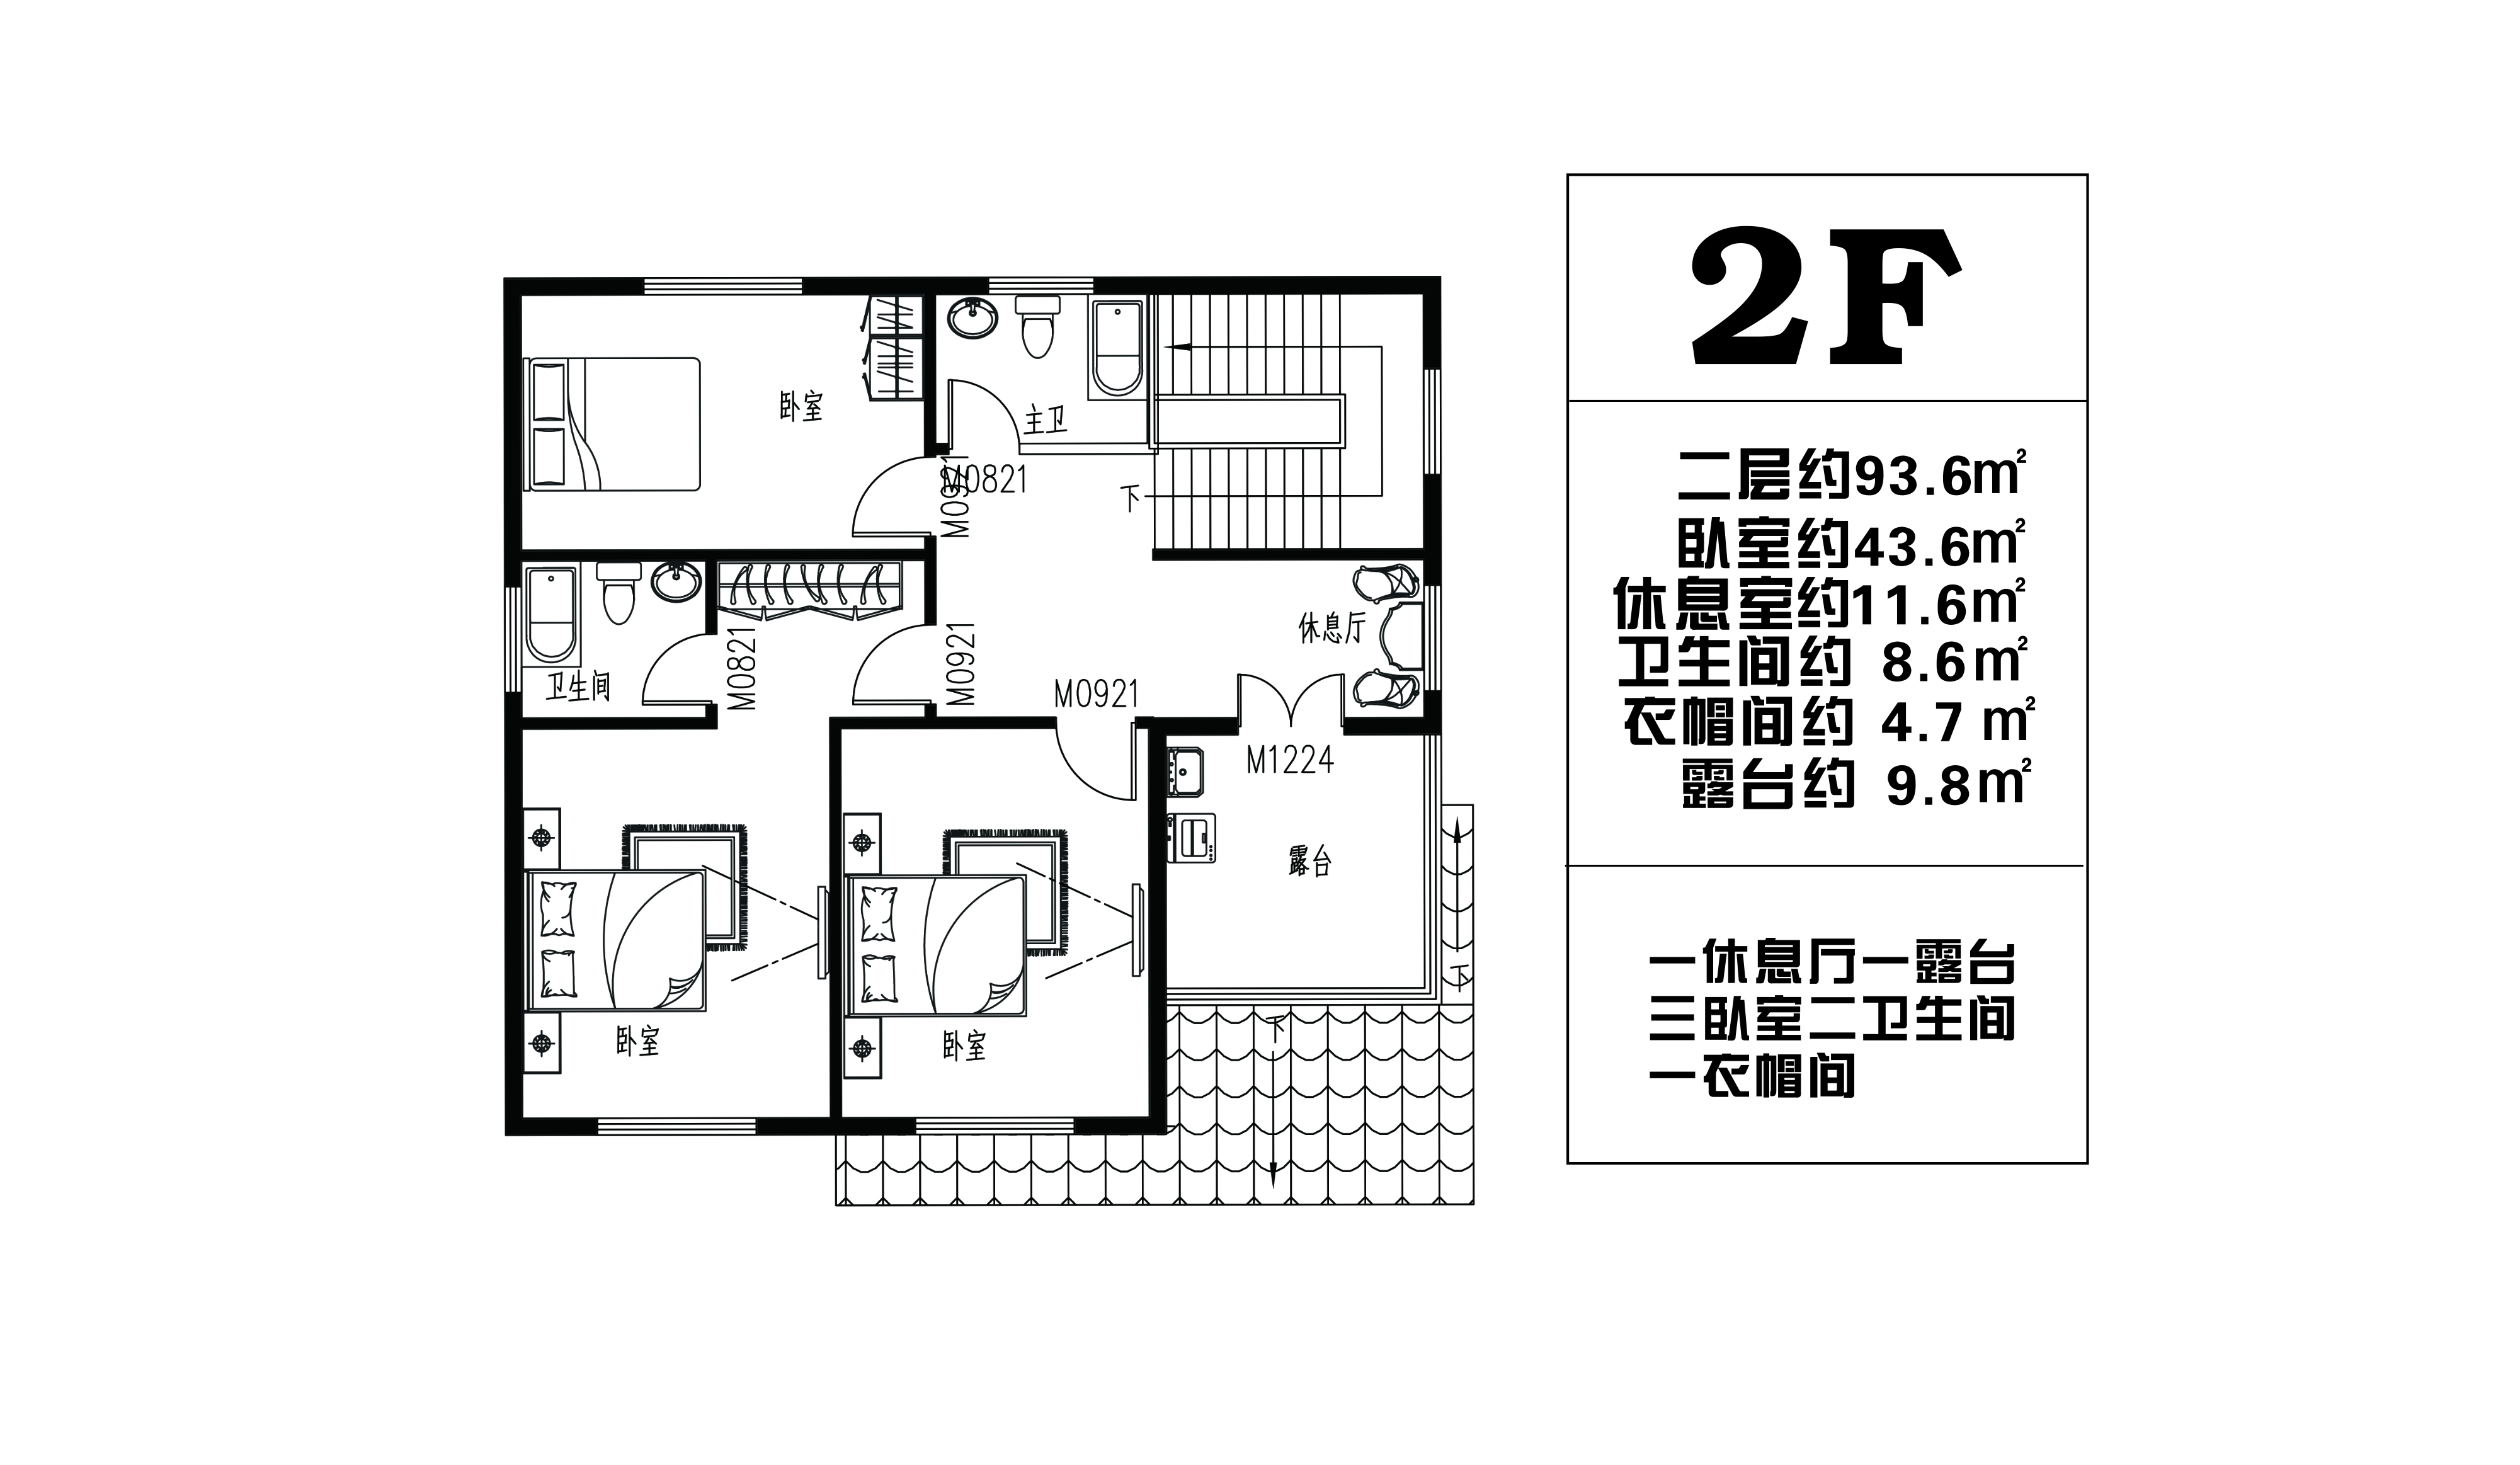 2F
二层约93.6m²
卧室约43.6m²
休息室约11.6m²
卫生间约 8.6m²
衣帽间约 4.7 m²
露台约 9.8m²
一休息厅一露台
三卧室二卫生间
一衣帽间
卧室
主卫
M0921
M0821
下
休息厅
卫生间
M0821
M0921
M0921
M1224
露台
下
卧室
卧室
下